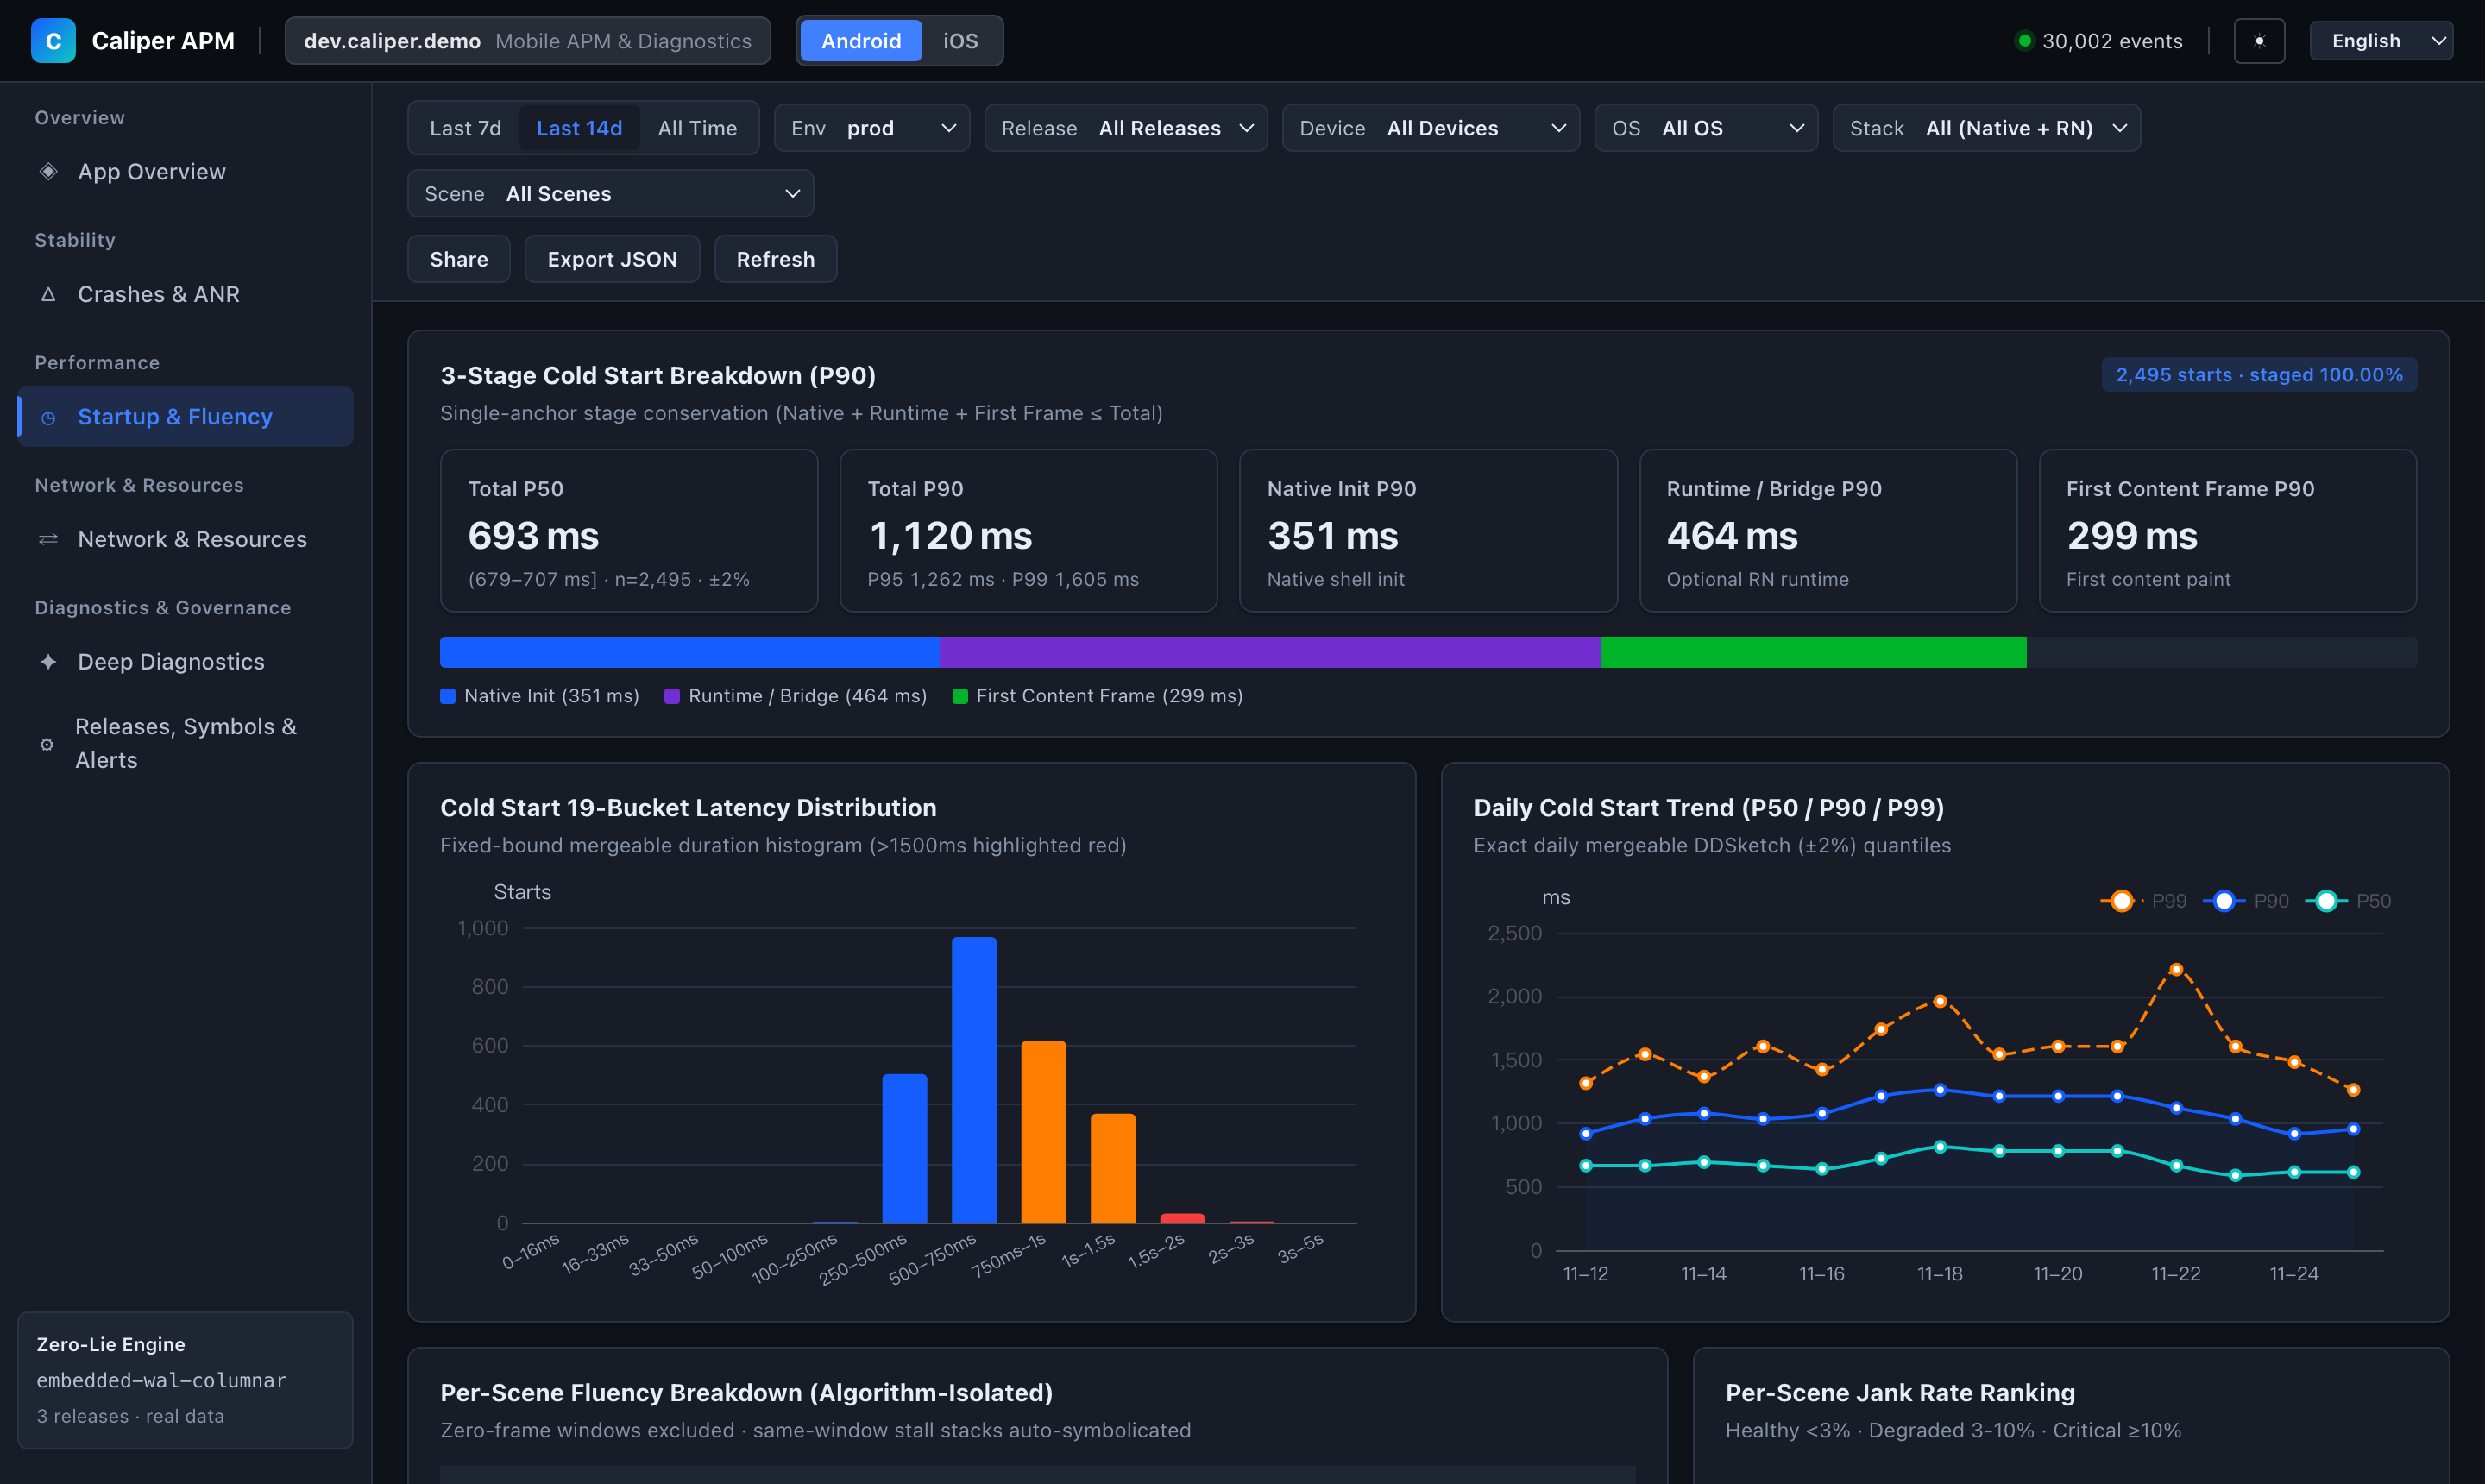 C Caliper APM
dev.caliper.demo Mobile APM & Diagnostics
Android iOS
30,002 events
English
Overview
App Overview
Stability
Crashes & ANR
Performance
Startup & Fluency
Network & Resources
Network & Resources
Diagnostics & Governance
Deep Diagnostics
Releases, Symbols &
Alerts
Zero-Lie Engine
embedded-wal-columnar
3 releases · real data
Last 7d Last 14d All Time
Env prod
Release All Releases
Device All Devices
OS All OS
Stack All (Native + RN)
Scene All Scenes
Share Export JSON Refresh
3-Stage Cold Start Breakdown (P90)
2,495 starts · staged 100.00%
Single-anchor stage conservation (Native + Runtime + First Frame ≤ Total)
Total P50
693 ms
(679–707 ms] · n=2,495 · ±2%
Total P90
1,120 ms
P95 1,262 ms · P99 1,605 ms
Native Init P90
351 ms
Native shell init
Runtime / Bridge P90
464 ms
Optional RN runtime
First Content Frame P90
299 ms
First content paint
Native Init (351 ms) Runtime / Bridge (464 ms) First Content Frame (299 ms)
Cold Start 19-Bucket Latency Distribution
Fixed-bound mergeable duration histogram (>1500ms highlighted red)
Starts
1,000
800
600
400
200
0
0–16ms 16–33ms 33–50ms 50–100ms 100–250ms 250–500ms 500–750ms 750ms–1s 1s–1.5s 1.5s–2s 2s–3s 3s–5s
Daily Cold Start Trend (P50 / P90 / P99)
Exact daily mergeable DDSketch (±2%) quantiles
ms
P99 P90 P50
2,500
2,000
1,500
1,000
500
0
11–12 11–14 11–16 11–18 11–20 11–22 11–24
Per-Scene Fluency Breakdown (Algorithm-Isolated)
Zero-frame windows excluded · same-window stall stacks auto-symbolicated
Per-Scene Jank Rate Ranking
Healthy <3% · Degraded 3-10% · Critical ≥10%